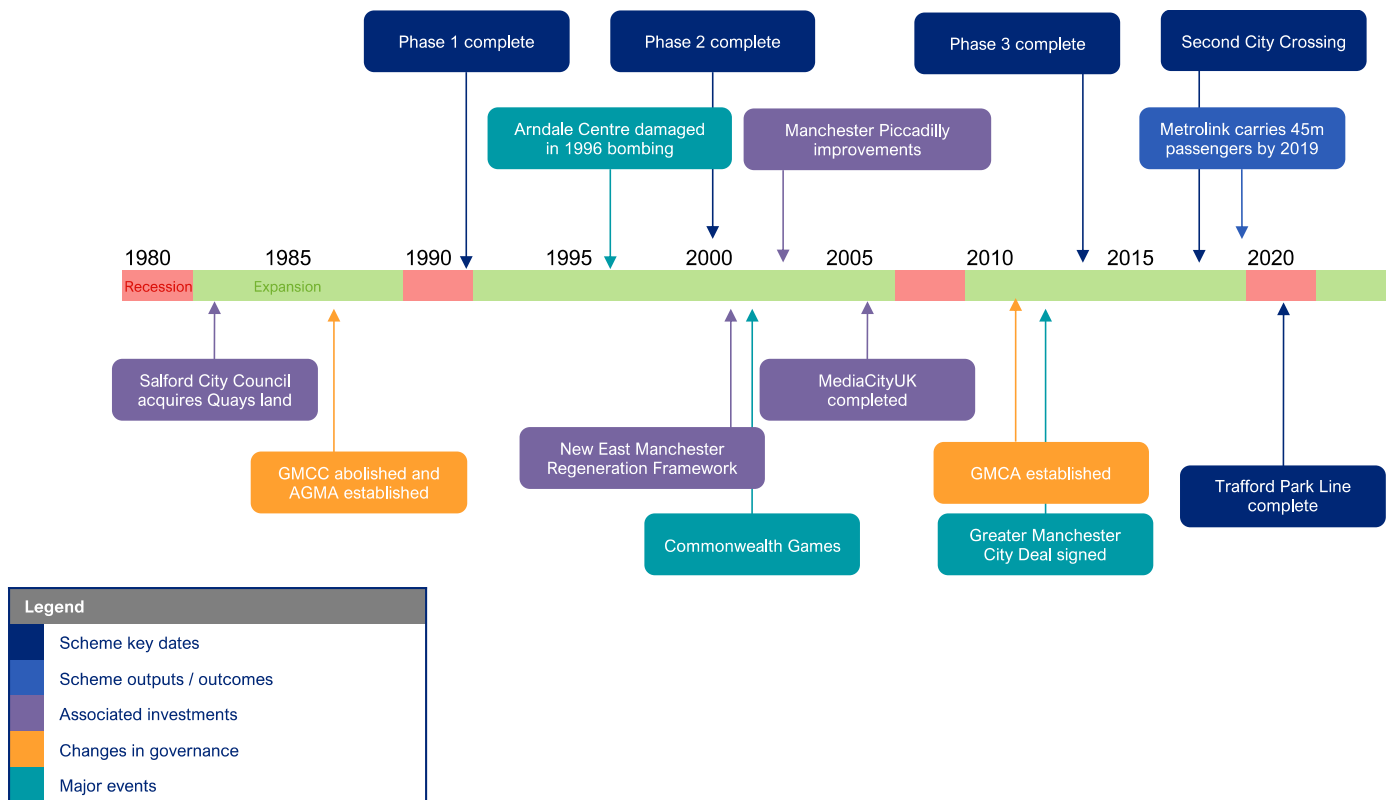 Phase 1 complete
Phase 2 complete
Phase 3 complete
Second City Crossing
Arndale Centre damaged
in 1996 bombing
Manchester Piccadilly
improvements
Metrolink carries 45m
passengers by 2019
1980
1985
1990
1995
2000
2005
2010
2015
2020
Recession
Expansion
Salford City Council
acquires Quays land
MediaCityUK
completed
New East Manchester
Regeneration Framework
GMCC abolished and
AGMA established
GMCA established
Trafford Park Line
complete
Commonwealth Games
Greater Manchester
City Deal signed
Legend
Scheme key dates
Scheme outputs / outcomes
Associated investments
Changes in governance
Major events